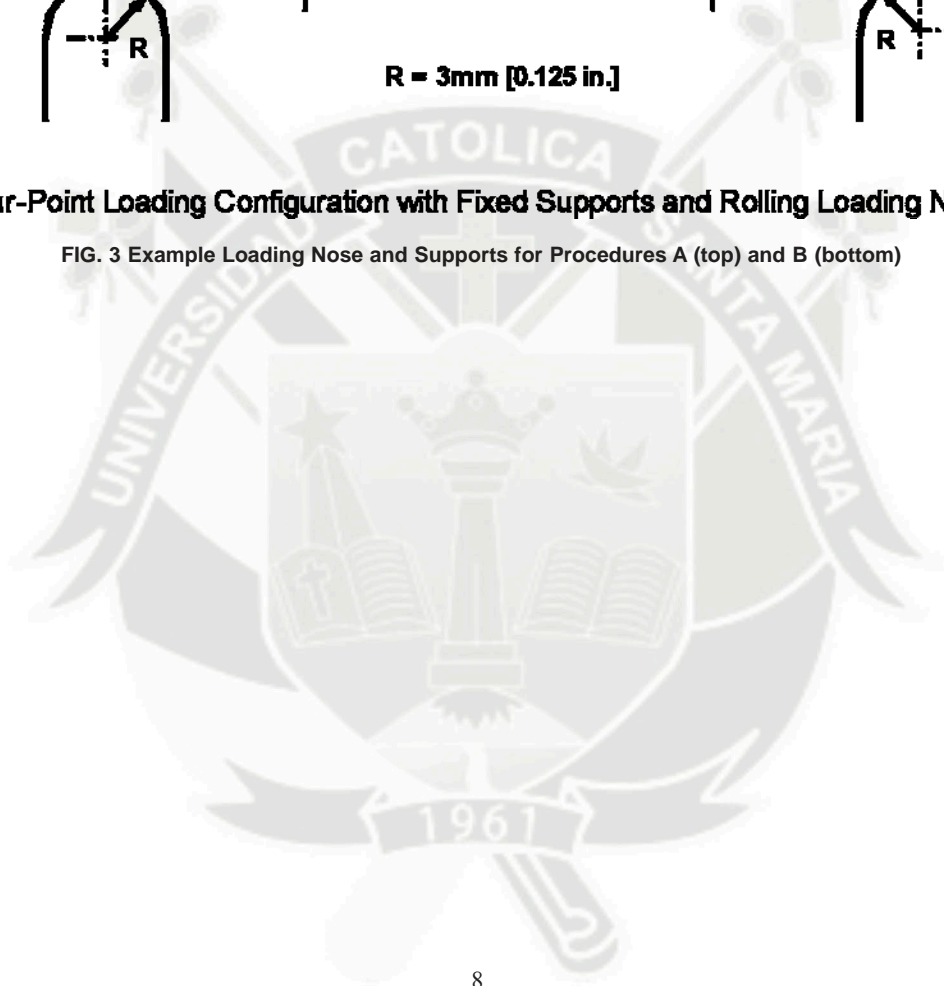 R
R
R = 3mm [0.125 in.]
r-Point Loading Configuration with Fixed Supports and Rolling Loading N
FIG. 3 Example Loading Nose and Supports for Procedures A (top) and B (bottom)
UNIVERSIDAD CATOLICA SANTA MARIA
1961
8